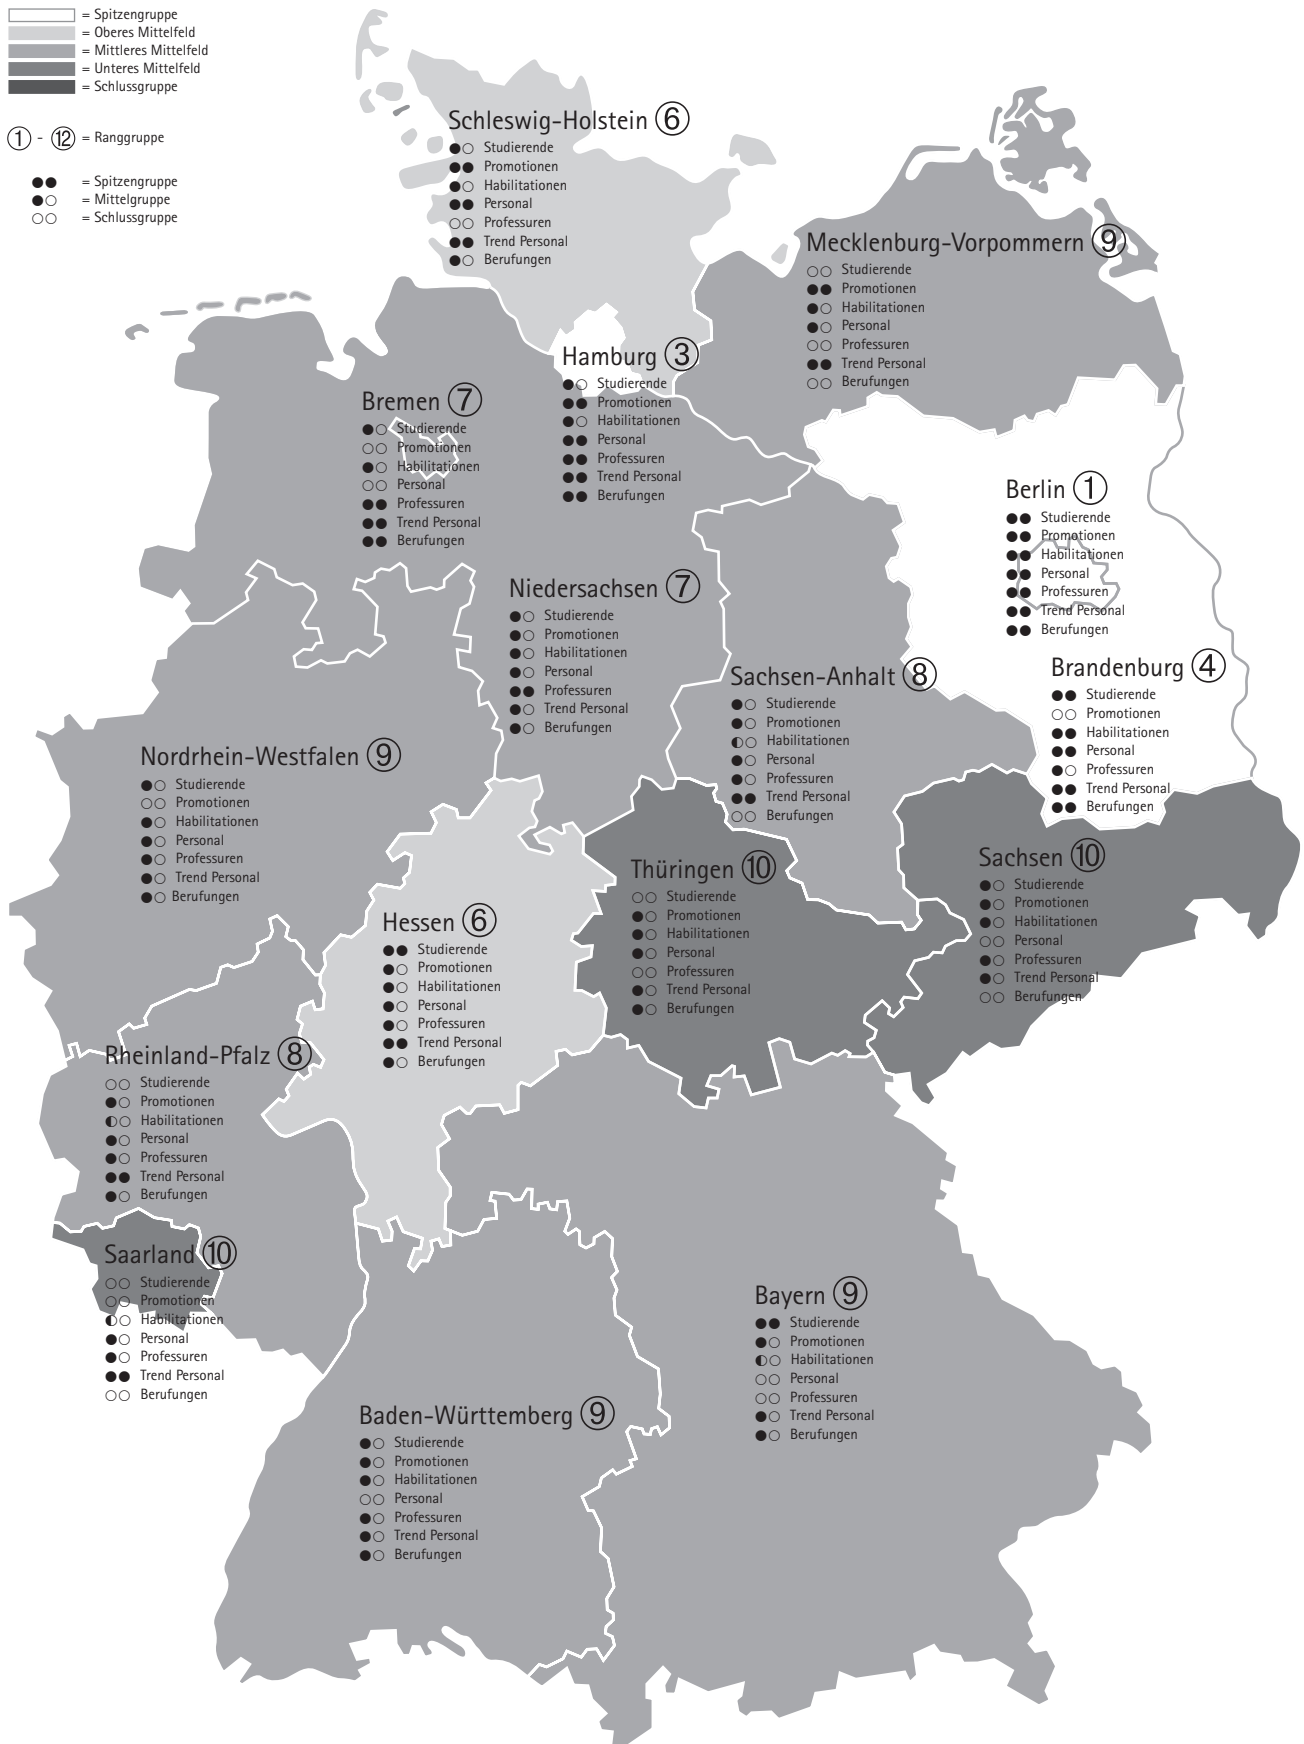 = Spitzengruppe
= Oberes Mittelfeld
= Mittleres Mittelfeld
= Unteres Mittelfeld
= Schlussgruppe
① - ⑫ = Ranggruppe
●● = Spitzengruppe
●○ = Mittelgruppe
○○ = Schlussgruppe
Schleswig-Holstein ⑥
●○ Studierende
●● Promotionen
●○ Habilitationen
●● Personal
○○ Professuren
●● Trend Personal
●○ Berufungen
Mecklenburg-Vorpommern ⑨
○○ Studierende
●● Promotionen
●○ Habilitationen
●○ Personal
○○ Professuren
●● Trend Personal
○○ Berufungen
Hamburg ③
●○ Studierende
●● Promotionen
●○ Habilitationen
●● Personal
●● Professuren
●● Trend Personal
●● Berufungen
Bremen ⑦
●○ Studierende
○○ Promotionen
●○ Habilitationen
○○ Personal
●● Professuren
●● Trend Personal
●● Berufungen
Berlin ①
●● Studierende
●● Promotionen
●● Habilitationen
●● Personal
●● Professuren
●● Trend Personal
●● Berufungen
Niedersachsen ⑦
●○ Studierende
●○ Promotionen
●○ Habilitationen
●○ Personal
●● Professuren
●○ Trend Personal
●○ Berufungen
Brandenburg ④
●● Studierende
○○ Promotionen
●● Habilitationen
●● Personal
●○ Professuren
●● Trend Personal
●● Berufungen
Sachsen-Anhalt ⑧
●○ Studierende
●○ Promotionen
◐○ Habilitationen
●○ Personal
●○ Professuren
●● Trend Personal
○○ Berufungen
Nordrhein-Westfalen ⑨
●○ Studierende
○○ Promotionen
●○ Habilitationen
●○ Personal
●○ Professuren
●○ Trend Personal
●○ Berufungen
Thüringen ⑩
○○ Studierende
●○ Promotionen
●○ Habilitationen
●○ Personal
○○ Professuren
●○ Trend Personal
●○ Berufungen
Sachsen ⑩
●○ Studierende
●○ Promotionen
●○ Habilitationen
○○ Personal
●○ Professuren
●○ Trend Personal
○○ Berufungen
Hessen ⑥
●● Studierende
●○ Promotionen
●○ Habilitationen
●○ Personal
●○ Professuren
●● Trend Personal
●○ Berufungen
Rheinland-Pfalz ⑧
○○ Studierende
●○ Promotionen
◐○ Habilitationen
●○ Personal
●○ Professuren
●● Trend Personal
●○ Berufungen
Saarland ⑩
○○ Studierende
○○ Promotionen
◐○ Habilitationen
●○ Personal
●○ Professuren
●● Trend Personal
○○ Berufungen
Bayern ⑨
●● Studierende
●○ Promotionen
◐○ Habilitationen
○○ Personal
○○ Professuren
●○ Trend Personal
●○ Berufungen
Baden-Württemberg ⑨
●○ Studierende
●○ Promotionen
●○ Habilitationen
○○ Personal
●○ Professuren
●○ Trend Personal
●○ Berufungen